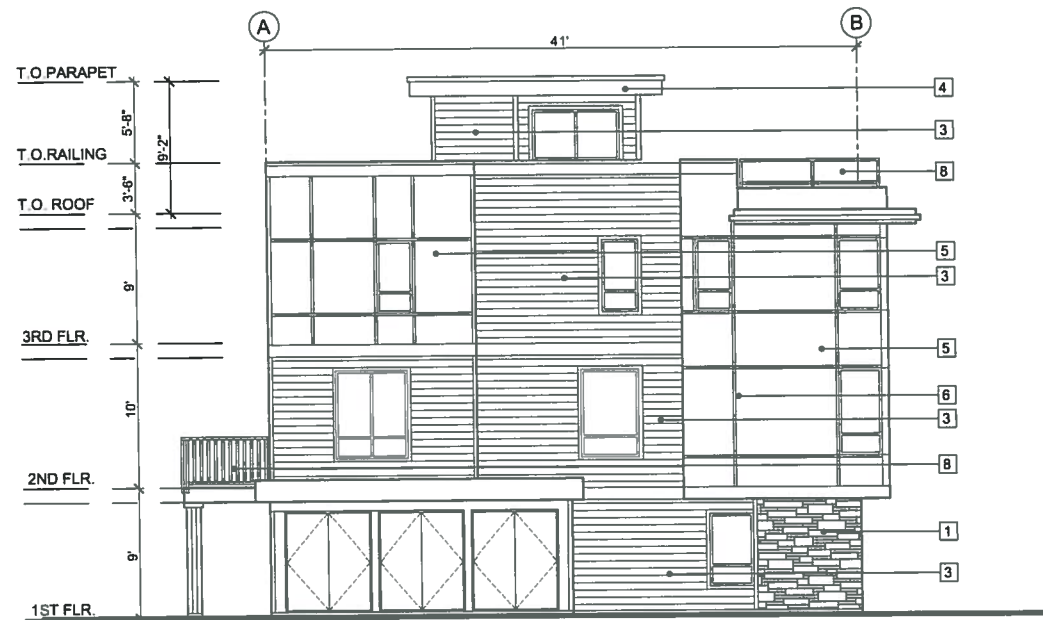 A
B
41'
T.O.PARAPET
4
5'-8"
9'-2"
3
T.O.RAILING
8
3'-6"
T.O. ROOF
5
3
9'
3RD FLR.
5
6
10'
3
8
2ND FLR.
1
9'
3
1ST FLR.